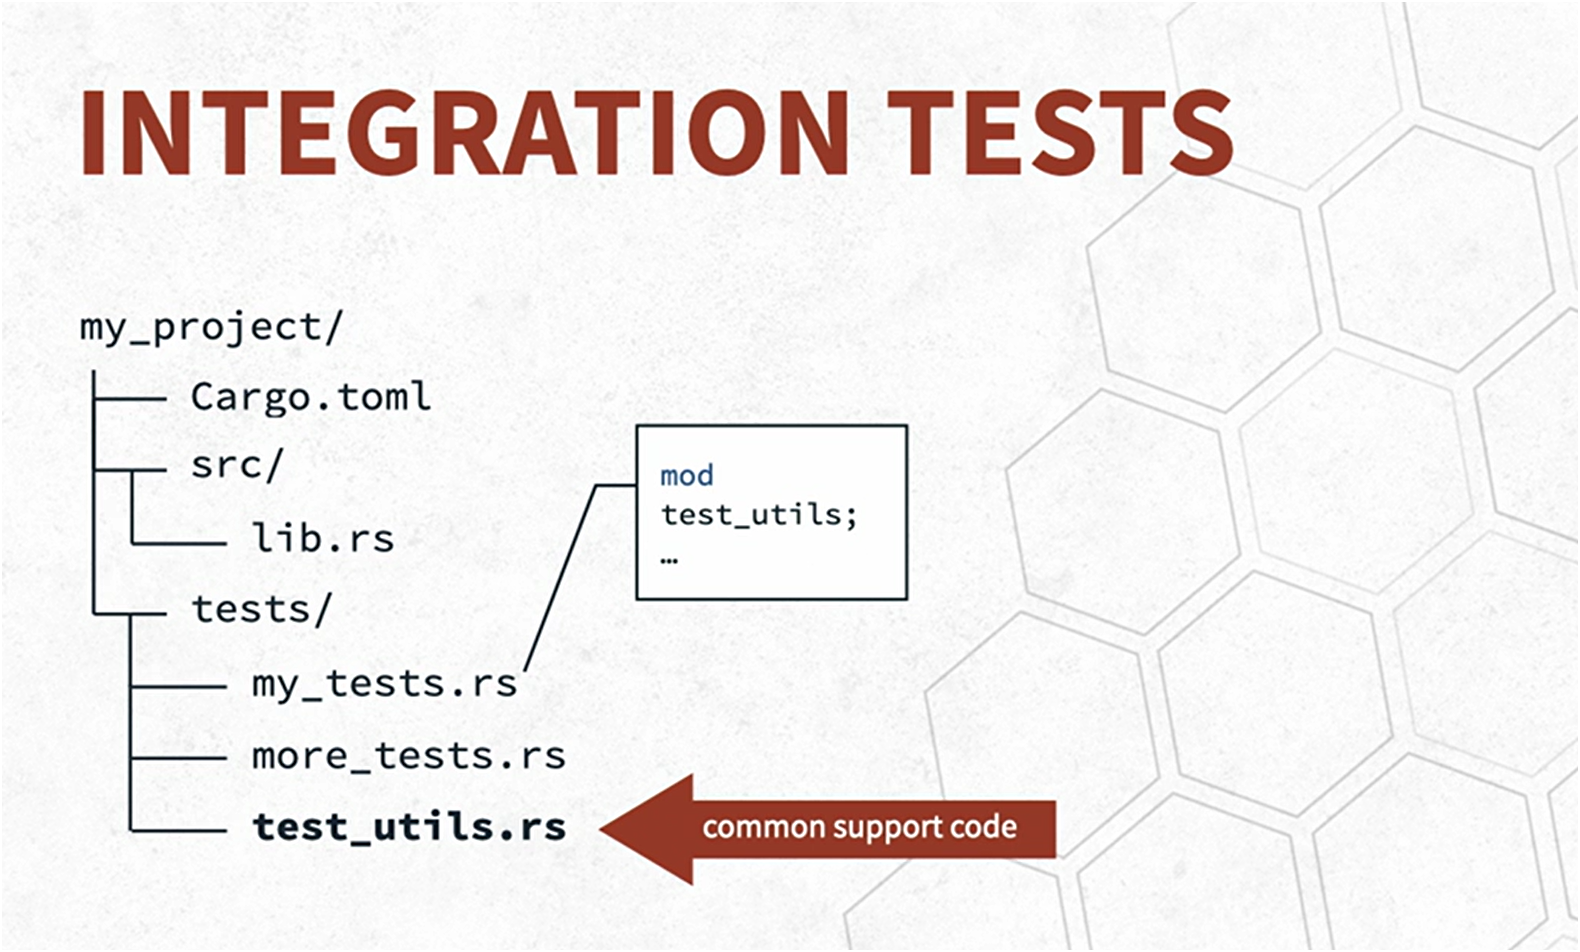 INTEGRATION TESTS
my_project/
Cargo.toml
src/
lib.rs
tests/
my_tests.rs
more_tests.rs
test_utils.rs
mod
test_utils;
…
common support code